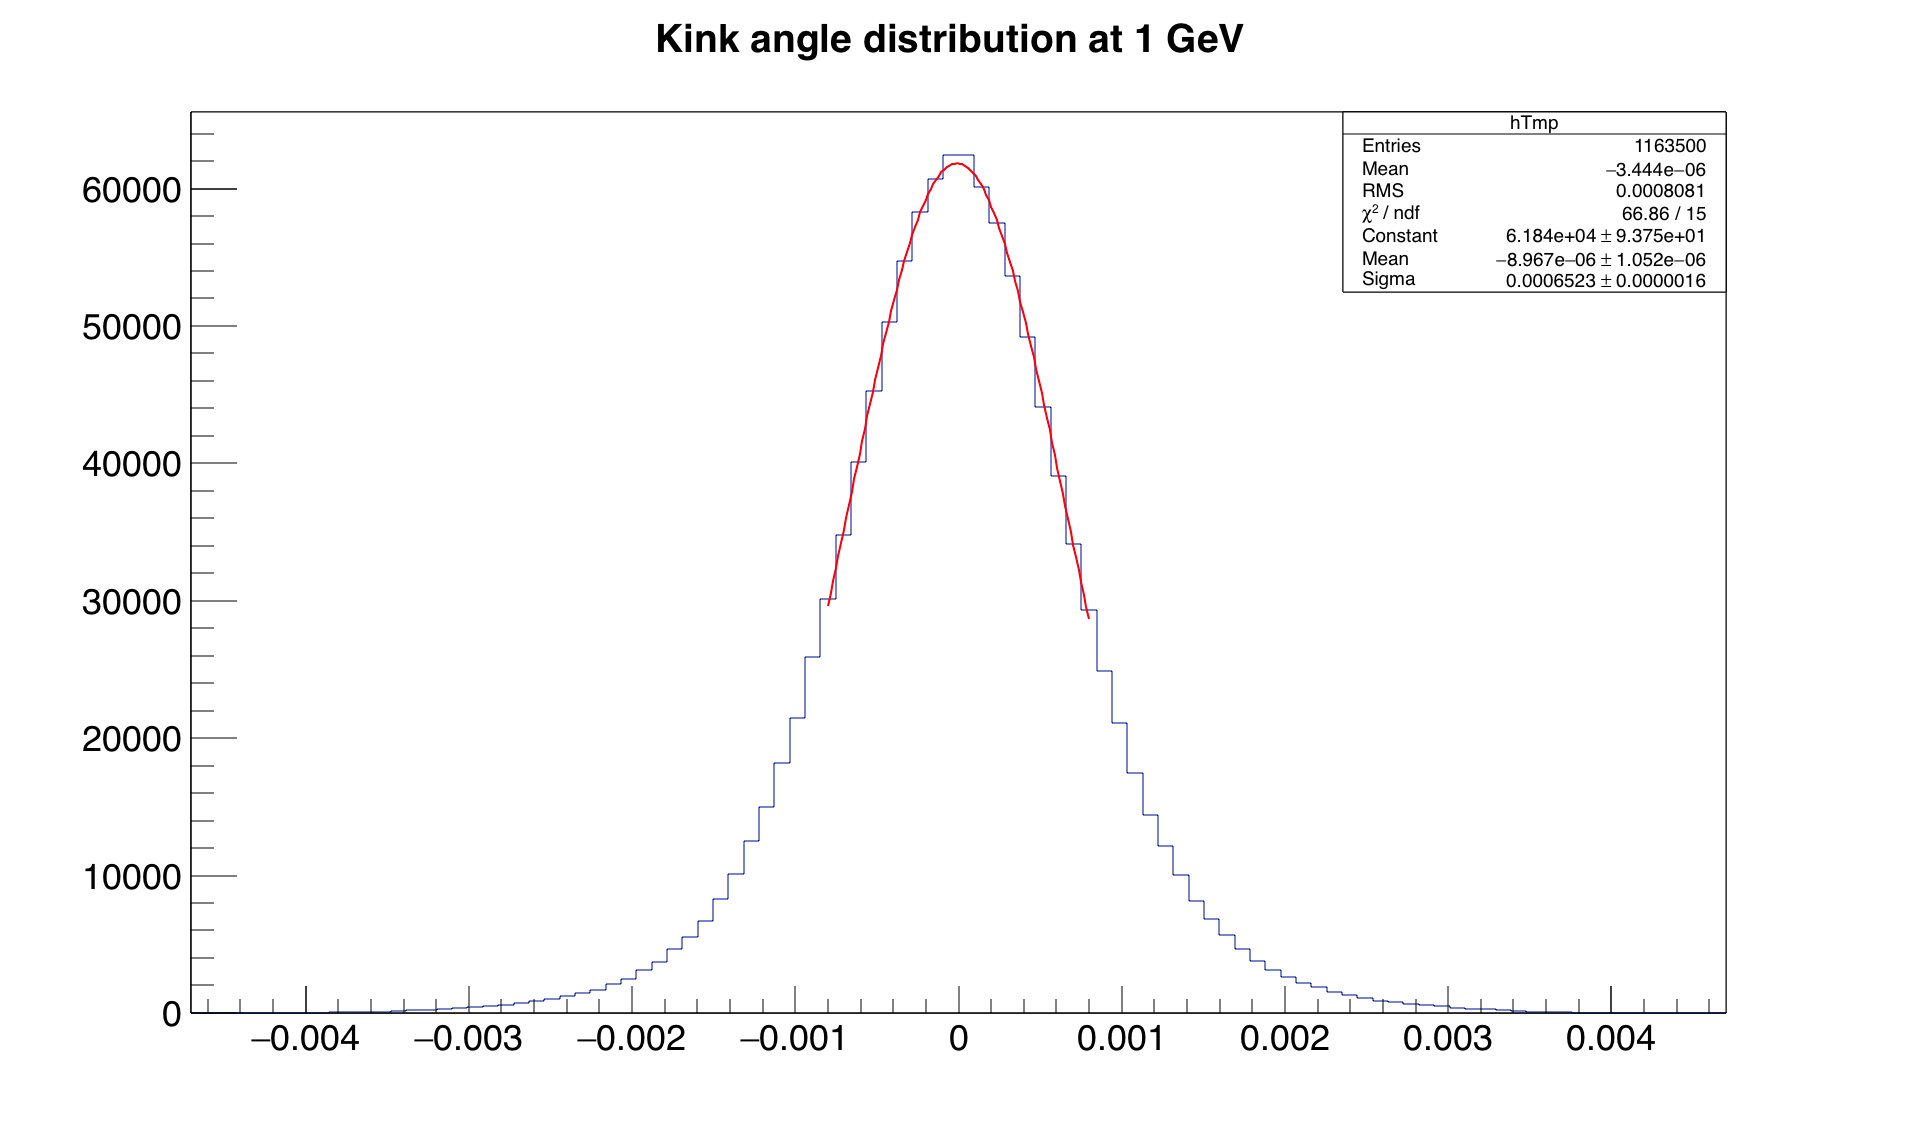 Kink angle distribution at 1 GeV
hTmp
Entries 1163500
Mean −3.444e−06
RMS 0.0008081
χ² / ndf 66.86 / 15
Constant 6.184e+04 ± 9.375e+01
Mean −8.967e−06 ± 1.052e−06
Sigma 0.0006523 ± 0.0000016
60000
50000
40000
30000
20000
10000
0
−0.004 −0.003 −0.002 −0.001 0 0.001 0.002 0.003 0.004